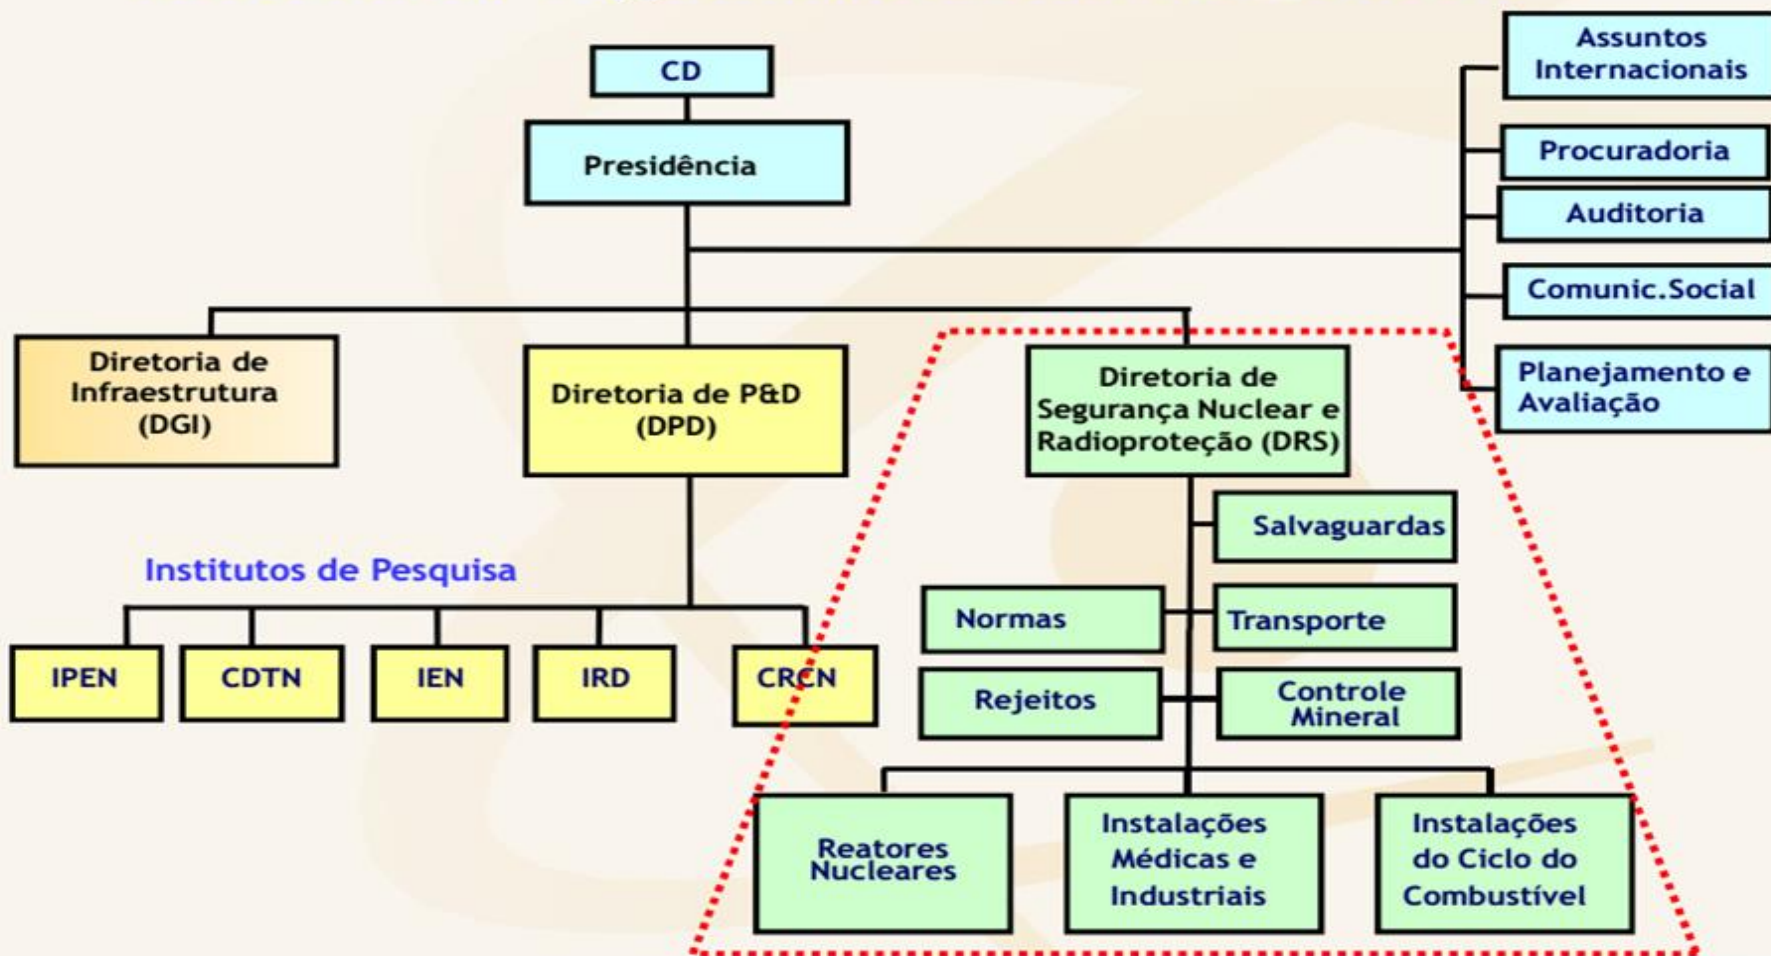 CD
Presidência
Assuntos
Internacionais
Procuradoria
Auditoria
Comunic.Social
Planejamento e
Avaliação
Diretoria de
Infraestrutura
(DGI)
Diretoria de P&D
(DPD)
Diretoria de
Segurança Nuclear e
Radioproteção (DRS)
Institutos de Pesquisa
IPEN
CDTN
IEN
IRD
CRCN
Salvaguardas
Normas
Transporte
Rejeitos
Controle
Mineral
Reatores
Nucleares
Instalações
Médicas e
Industriais
Instalações
do Ciclo do
Combustível